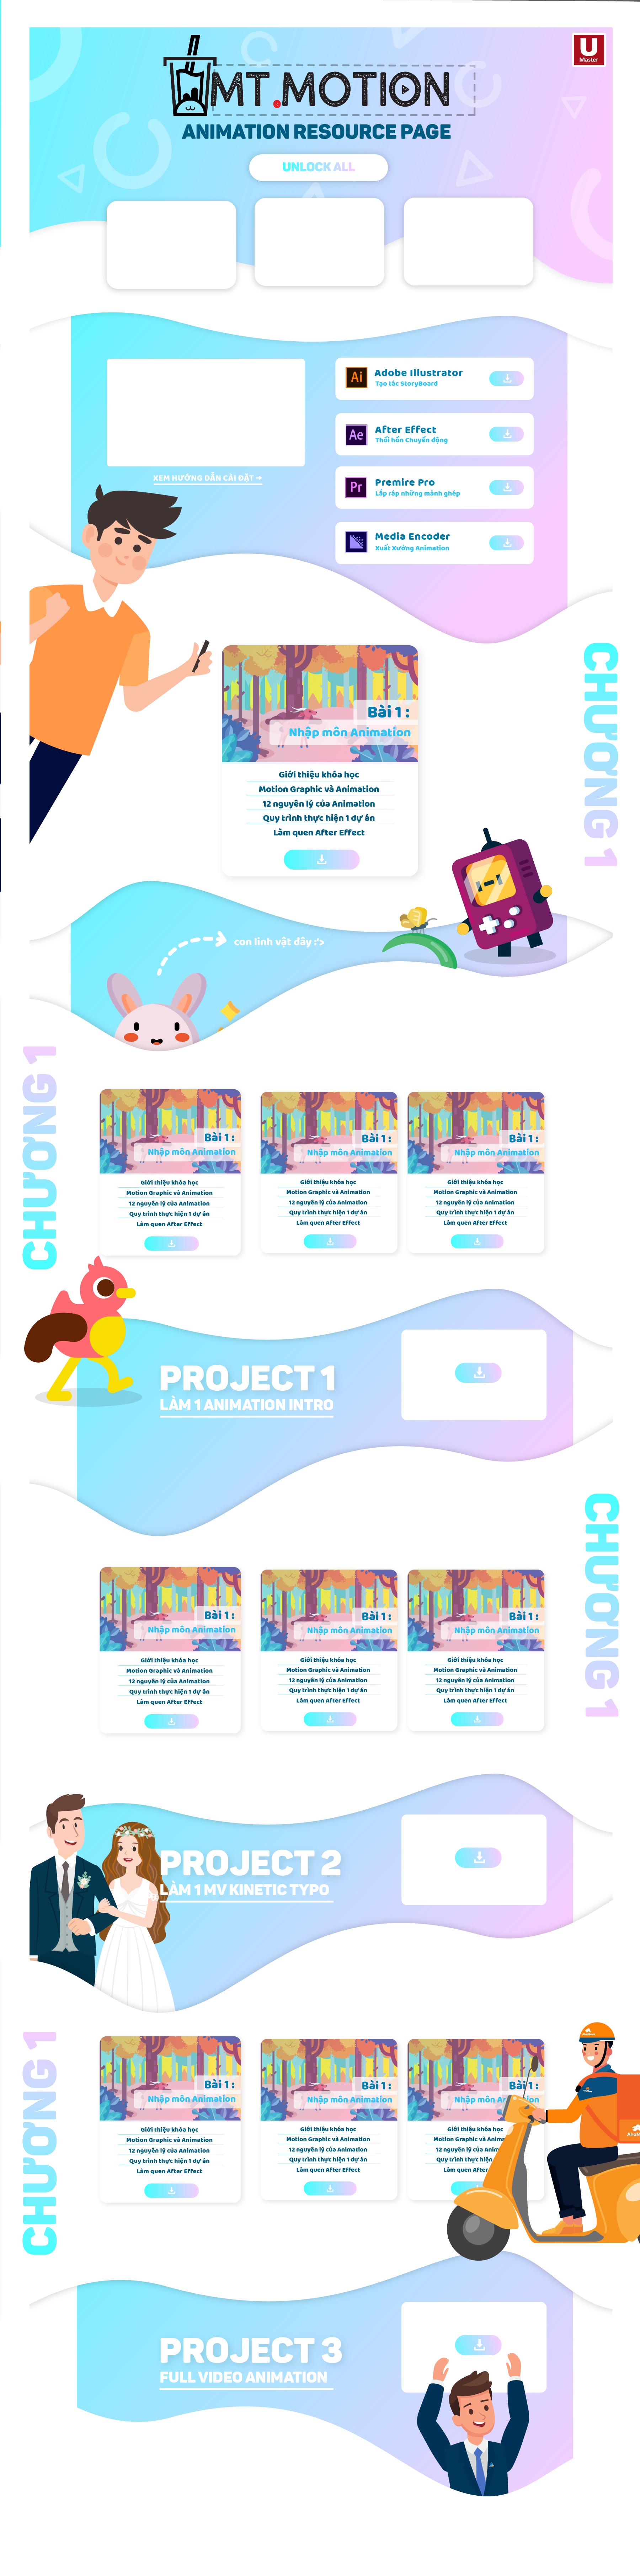 U
Master
MT.MOTION
ANIMATION RESOURCE PAGE
UNLOCK ALL
Ai
Adobe Illustrator
Tạo tác StoryBoard
Ae
After Effect
Thổi hồn Chuyển động
XEM HƯỚNG DẪN CÀI ĐẶT
Pr
Premire Pro
Lắp ráp những mảnh ghép
Media Encoder
Xuất Xưởng Animation
CHƯƠNG 1
Bài 1 :
Nhập môn Animation
Giới thiệu khóa học
Motion Graphic và Animation
12 nguyên lý của Animation
Quy trình thực hiện 1 dự án
Làm quen After Effect
con linh vật đây :'>
CHƯƠNG 1
Bài 1 :
Nhập môn Animation
Giới thiệu khóa học
Motion Graphic và Animation
12 nguyên lý của Animation
Quy trình thực hiện 1 dự án
Làm quen After Effect
Bài 1 :
Nhập môn Animation
Giới thiệu khóa học
Motion Graphic và Animation
12 nguyên lý của Animation
Quy trình thực hiện 1 dự án
Làm quen After Effect
Bài 1 :
Nhập môn Animation
Giới thiệu khóa học
Motion Graphic và Animation
12 nguyên lý của Animation
Quy trình thực hiện 1 dự án
Làm quen After Effect
PROJECT 1
LÀM 1 ANIMATION INTRO
CHƯƠNG 1
Bài 1 :
Nhập môn Animation
Giới thiệu khóa học
Motion Graphic và Animation
12 nguyên lý của Animation
Quy trình thực hiện 1 dự án
Làm quen After Effect
Bài 1 :
Nhập môn Animation
Giới thiệu khóa học
Motion Graphic và Animation
12 nguyên lý của Animation
Quy trình thực hiện 1 dự án
Làm quen After Effect
Bài 1 :
Nhập môn Animation
Giới thiệu khóa học
Motion Graphic và Animation
12 nguyên lý của Animation
Quy trình thực hiện 1 dự án
Làm quen After Effect
PROJECT 2
LÀM 1 MV KINETIC TYPO
CHƯƠNG 1
Bài 1 :
Nhập môn Animation
Giới thiệu khóa học
Motion Graphic và Animation
12 nguyên lý của Animation
Quy trình thực hiện 1 dự án
Làm quen After Effect
Bài 1 :
Nhập môn Animation
Giới thiệu khóa học
Motion Graphic và Animation
12 nguyên lý của Animation
Quy trình thực hiện 1 dự án
Làm quen After Effect
Bài 1 :
Nhập môn Animation
Giới thiệu khóa học
Motion Graphic và
12 nguyên lý của
Quy trình thực hiện
Làm quen
PROJECT 3
FULL VIDEO ANIMATION